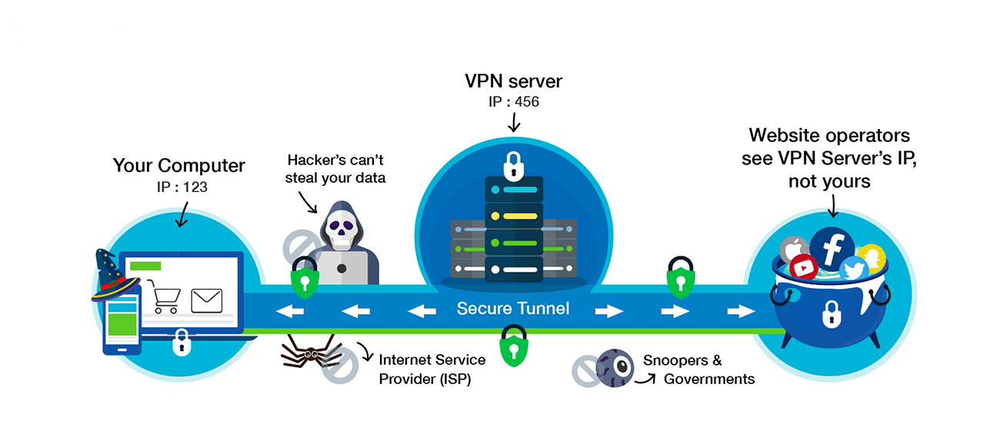 VPN server
IP : 456
Website operators
see VPN Server's IP,
not yours
Your Computer
IP : 123
Hacker's can't
steal your data
f
Secure Tunnel
Internet Service
Provider (ISP)
Snoopers &
Governments